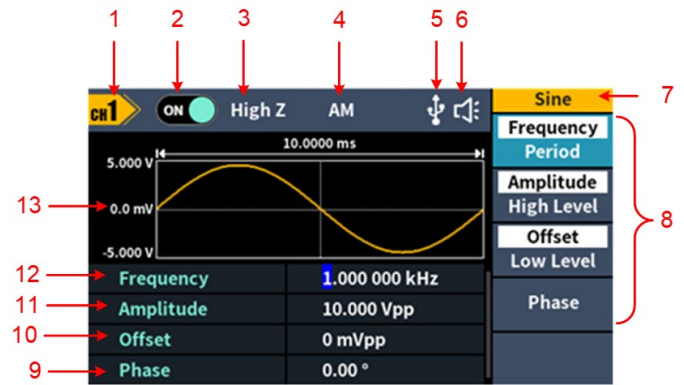 1 2 3 4 5 6
CH1 ON High Z AM Sine 7
10.0000 ms
5.000 V
0.0 mV
-5.000 V
13
Frequency
Period
Amplitude
High Level
Offset
Low Level
Phase
8
12 Frequency 1.000 000 kHz
11 Amplitude 10.000 Vpp
10 Offset 0 mVpp
9 Phase 0.00 °